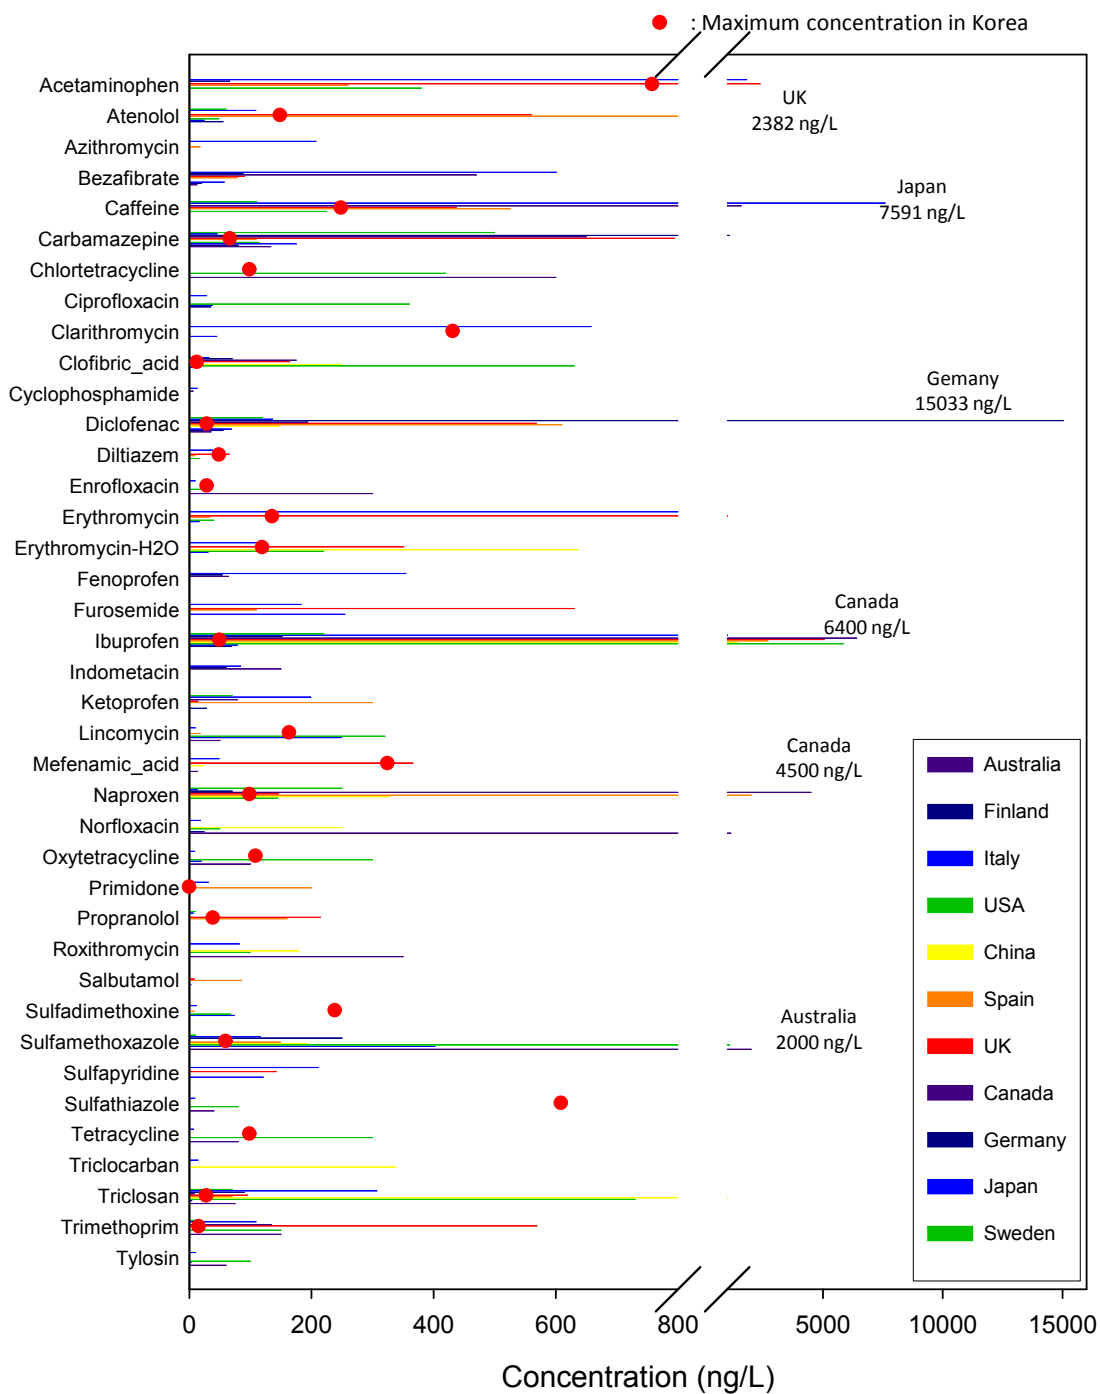 : Maximum concentration in Korea
Acetaminophen
UK
2382 ng/L
Atenolol
Azithromycin
Bezafibrate
Japan
7591 ng/L
Caffeine
Carbamazepine
Chlortetracycline
Ciprofloxacin
Clarithromycin
Clofibric_acid
Gemany
15033 ng/L
Cyclophosphamide
Diclofenac
Diltiazem
Enrofloxacin
Erythromycin
Erythromycin-H2O
Fenoprofen
Furosemide
Canada
6400 ng/L
Ibuprofen
Indometacin
Ketoprofen
Lincomycin
Mefenamic_acid
Canada
4500 ng/L
Naproxen
Norfloxacin
Oxytetracycline
Primidone
Propranolol
Roxithromycin
Salbutamol
Sulfadimethoxine
Australia
2000 ng/L
Sulfamethoxazole
Sulfapyridine
Sulfathiazole
Tetracycline
Triclocarban
Triclosan
Trimethoprim
Tylosin
Australia
Finland
Italy
USA
China
Spain
UK
Canada
Germany
Japan
Sweden
0 200 400 600 800 5000 10000 15000
Concentration (ng/L)